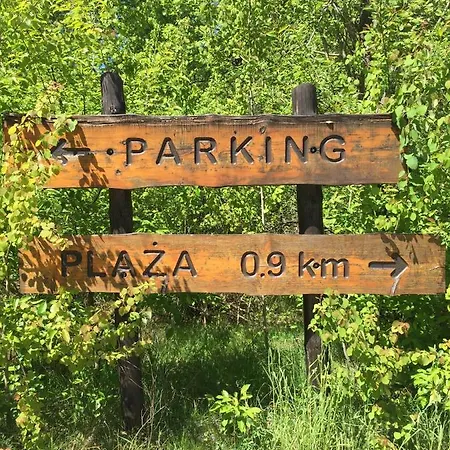 ← PARKING
PLAŻA 0.9 km →